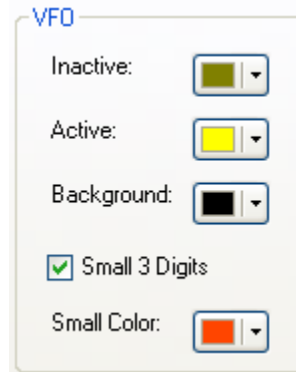 VFO
Inactive:
Active:
Background:
Small 3 Digits
Small Color: